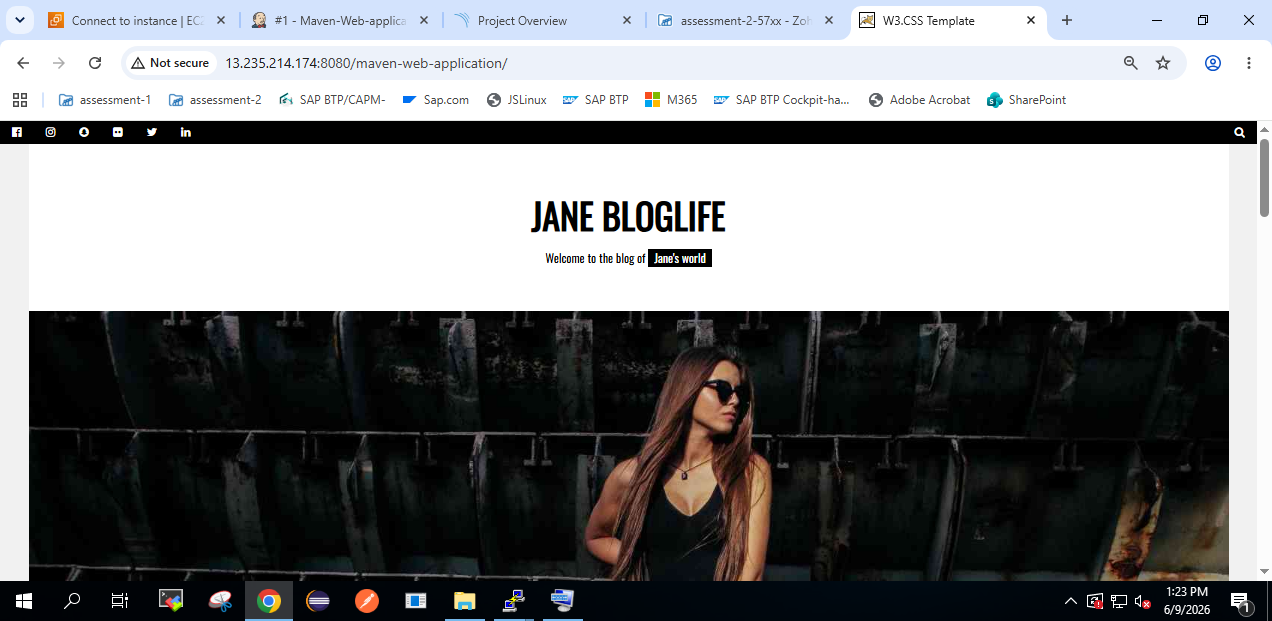 Connect to instance | EC2
#1 - Maven-Web-applica
Project Overview
assessment-2-57xx - Zoh
W3.CSS Template
Not secure
13.235.214.174:8080/maven-web-application/
assessment-1
assessment-2
SAP BTP/CAPM-
Sap.com
JSLinux
SAP BTP
M365
SAP BTP Cockpit-ha...
Adobe Acrobat
SharePoint
JANE BLOGLIFE
Welcome to the blog of Jane's world
1:23 PM
6/9/2026
1